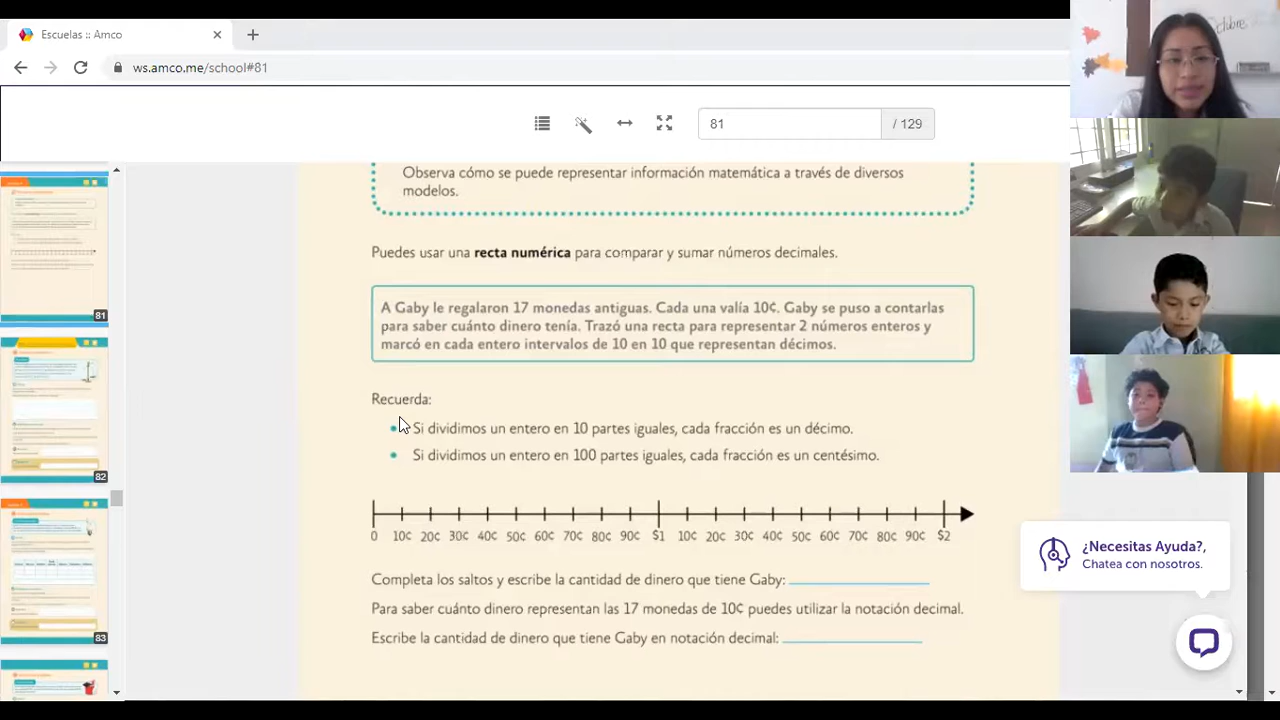 Escuelas :: Amco
ws.amco.me/school#81
81 / 129
Observa cómo se puede representar información matemática a través de diversos
modelos.
Puedes usar una recta numérica para comparar y sumar números decimales.
A Gaby le regalaron 17 monedas antiguas. Cada una valía 10¢. Gaby se puso a contarlas
para saber cuánto dinero tenía. Trazó una recta para representar 2 números enteros y
marcó en cada entero intervalos de 10 en 10 que representan décimos.
Recuerda:
Si dividimos un entero en 10 partes iguales, cada fracción es un décimo.
Si dividimos un entero en 100 partes iguales, cada fracción es un centésimo.
0 10¢ 20¢ 30¢ 40¢ 50¢ 60¢ 70¢ 80¢ 90¢ $1 10¢ 20¢ 30¢ 40¢ 50¢ 60¢ 70¢ 80¢ 90¢ $2
Completa los saltos y escribe la cantidad de dinero que tiene Gaby:
Para saber cuánto dinero representan las 17 monedas de 10¢ puedes utilizar la notación decimal.
Escribe la cantidad de dinero que tiene Gaby en notación decimal:
81
82
83
¿Necesitas Ayuda?,
Chatea con nosotros.